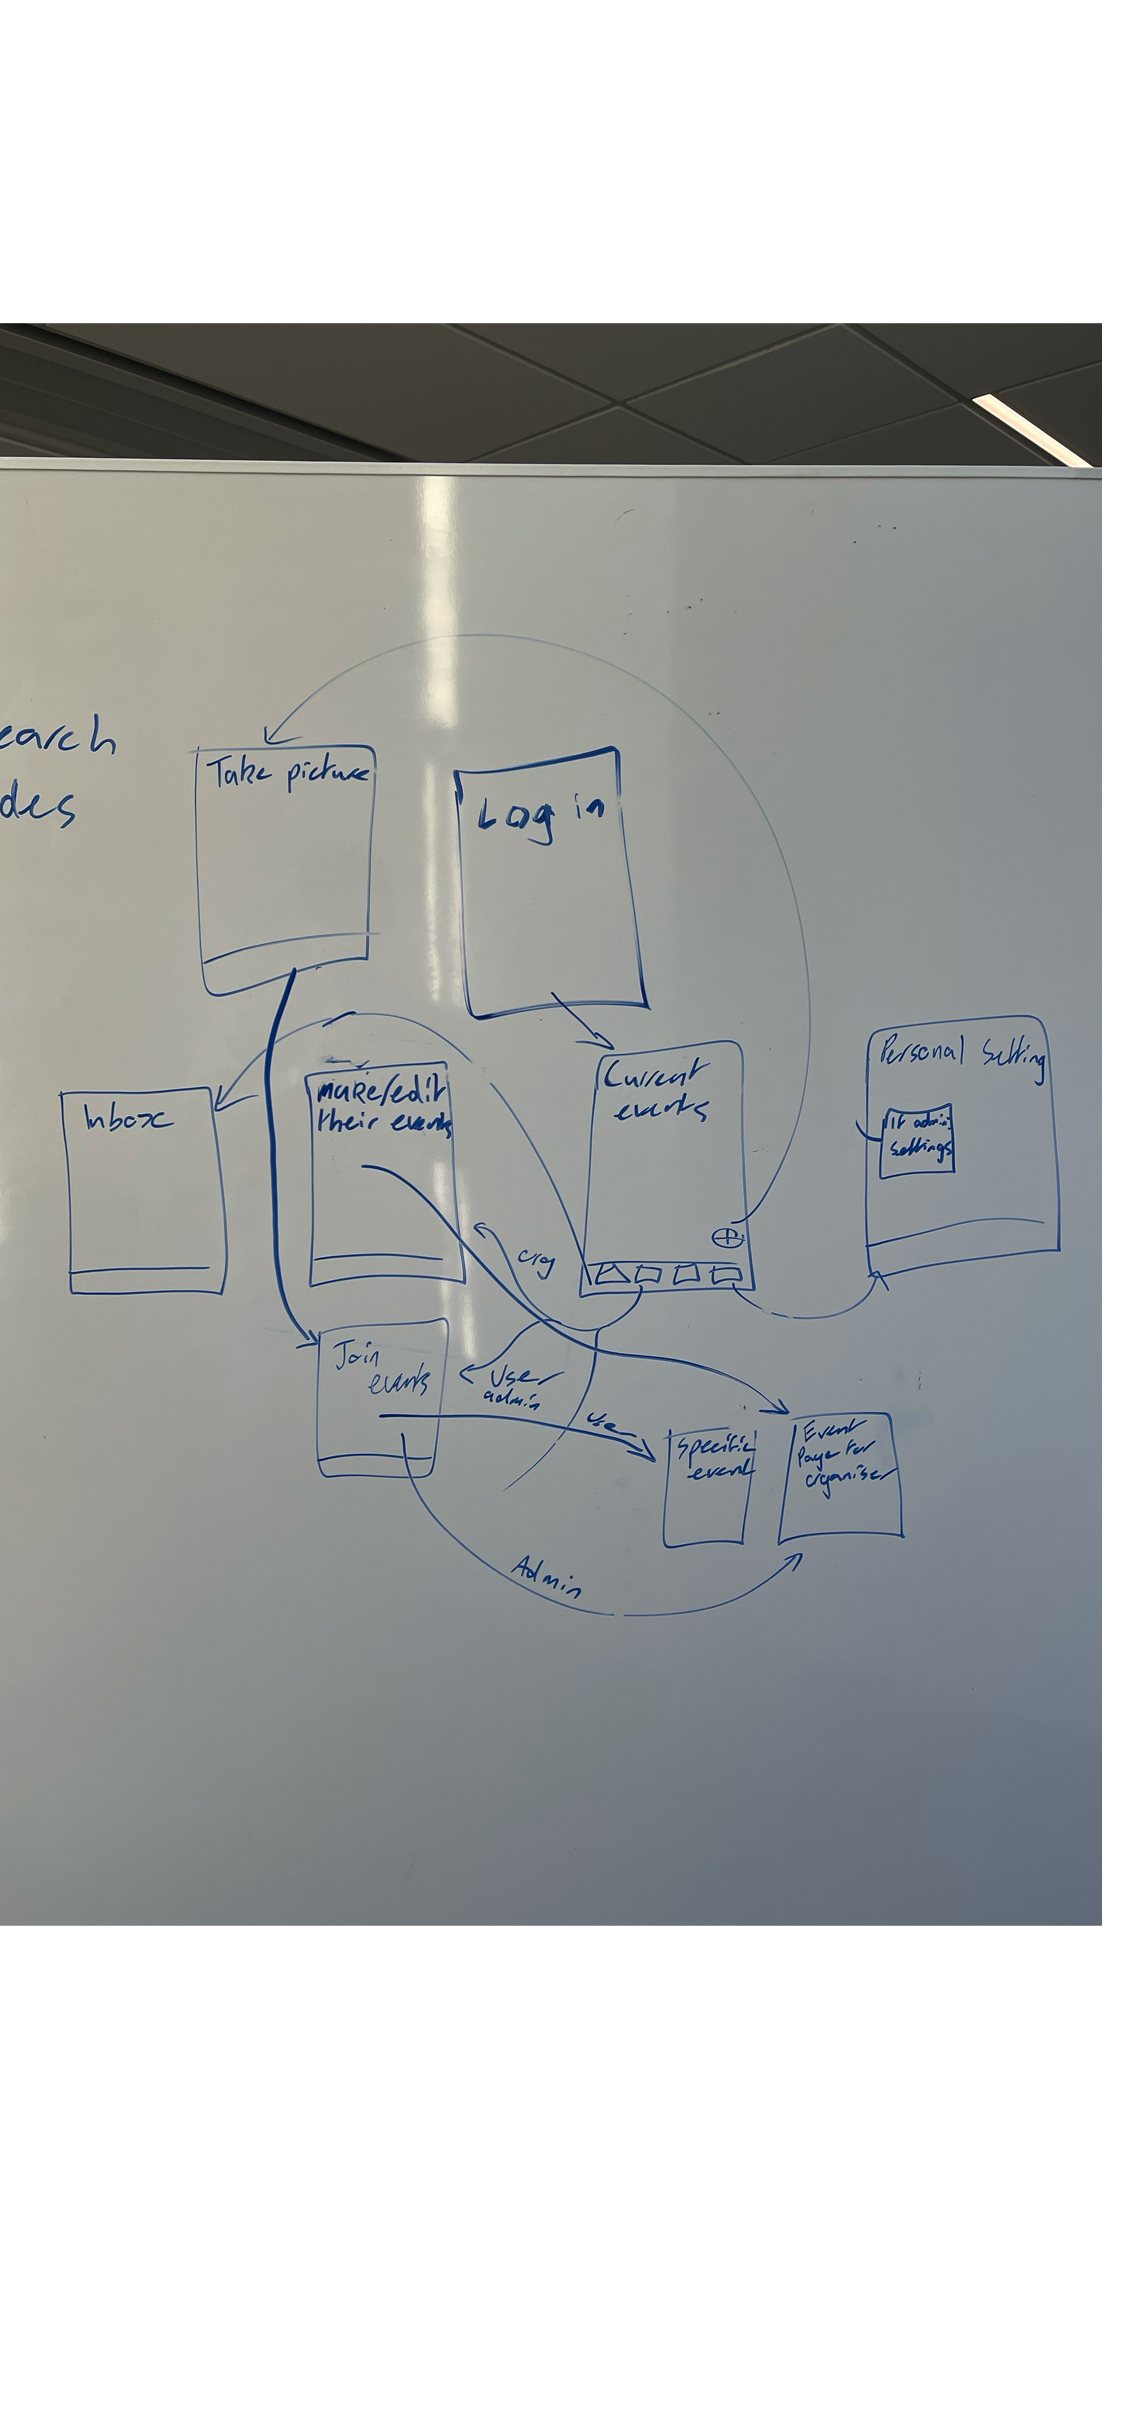 earch
des
Take picture
Log in
Inbox
make/edit
their events
Current
events
Personal Setting
IT admin
settings
org
Join
events
User
admin
User
Specific
event
Event
Page for
organiser
Admin